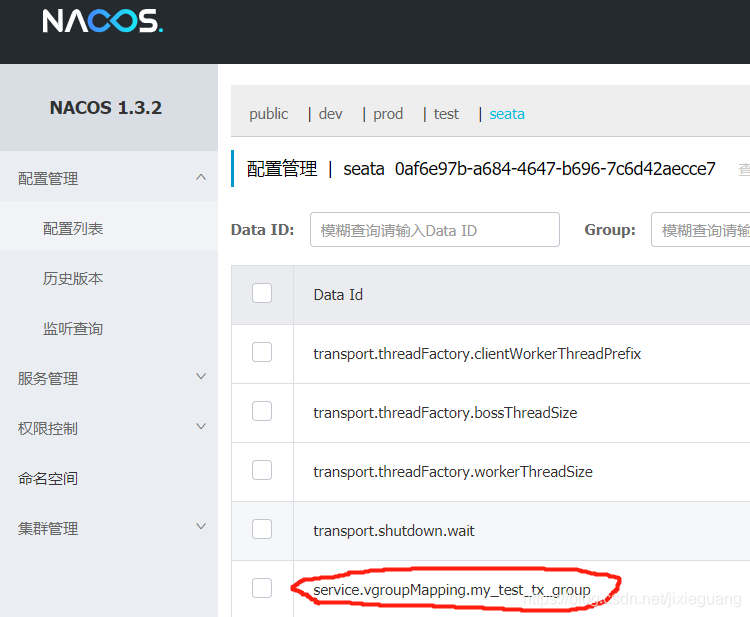 NACOS.
NACOS 1.3.2
配置管理
配置列表
历史版本
监听查询
服务管理
权限控制
命名空间
集群管理
public | dev | prod | test | seata
配置管理 | seata 0af6e97b-a684-4647-b696-7c6d42aecce7 查
Data ID: 模糊查询请输入Data ID Group: 模糊查询请输
Data Id
transport.threadFactory.clientWorkerThreadPrefix
transport.threadFactory.bossThreadSize
transport.threadFactory.workerThreadSize
transport.shutdown.wait
service.vgroupMapping.my_test_tx_group
https://blog.csdn.net/jixieguang